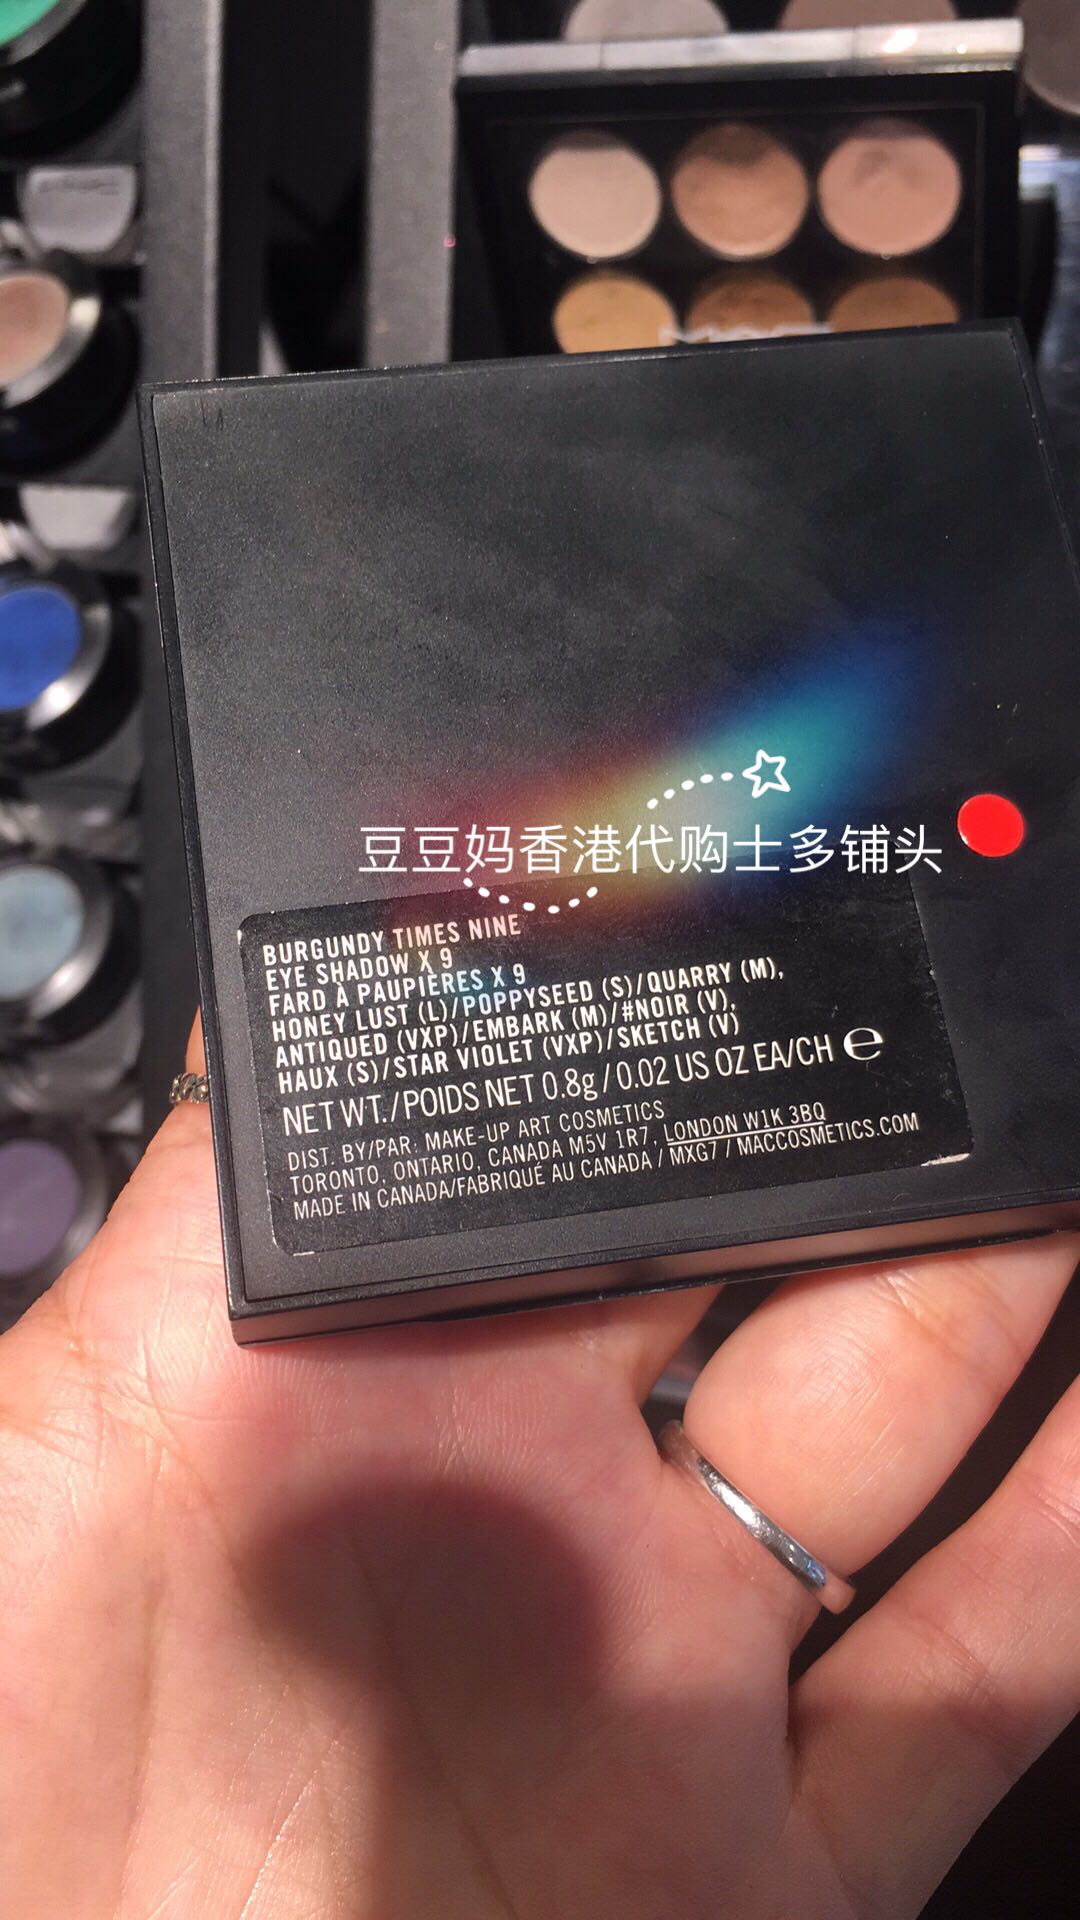 豆豆妈香港代购士多铺头
BURGUNDY TIMES NINE
EYE SHADOW X 9
FARD À PAUPIÈRES X 9
HONEY LUST (L)/POPPYSEED (S)/QUARRY (M),
ANTIQUED (VXP)/EMBARK (M)/#NOIR (V),
HAUX (S)/STAR VIOLET (VXP)/SKETCH (V)
NET WT./POIDS NET 0.8g/0.02 US OZ EA/CH ℮
DIST. BY/PAR: MAKE-UP ART COSMETICS
TORONTO, ONTARIO, CANADA M5V 1R7, LONDON W1K 3BQ
MADE IN CANADA/FABRIQUÉ AU CANADA / MXG7 / MACCOSMETICS.COM